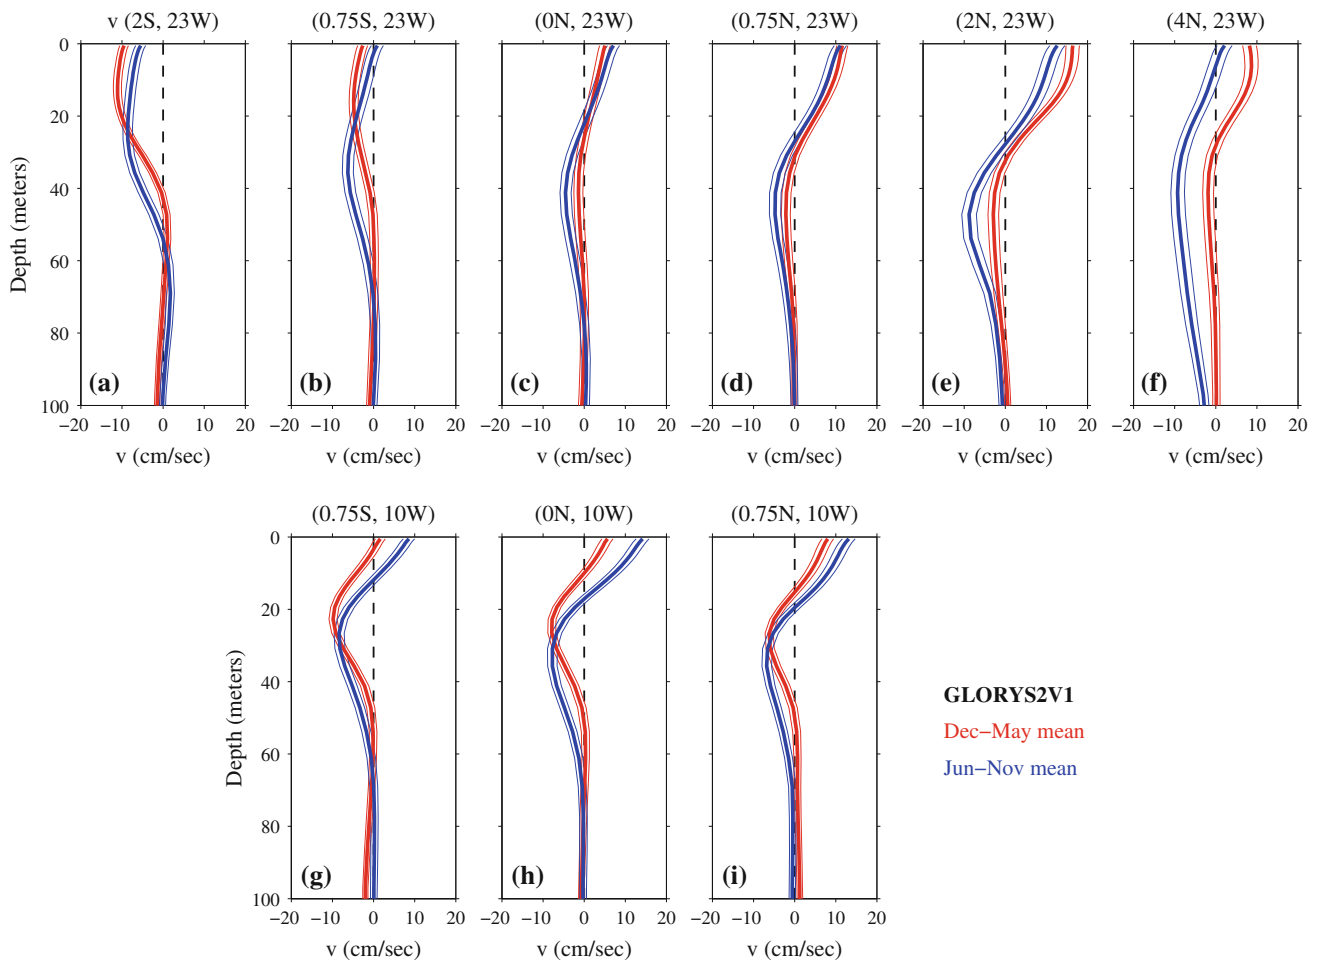 v (2S, 23W) (0.75S, 23W) (0N, 23W) (0.75N, 23W) (2N, 23W) (4N, 23W)
0
20
40
60
80
100
Depth (meters)
(a) (b) (c) (d) (e) (f)
−20 −10 0 10 20 −20 −10 0 10 20 −20 −10 0 10 20 −20 −10 0 10 20 −20 −10 0 10 20 −20 −10 0 10 20
v (cm/sec) v (cm/sec) v (cm/sec) v (cm/sec) v (cm/sec) v (cm/sec)
(0.75S, 10W) (0N, 10W) (0.75N, 10W)
0
20
40
60
80
100
Depth (meters)
(g) (h) (i)
−20 −10 0 10 20 −20 −10 0 10 20 −20 −10 0 10 20
v (cm/sec) v (cm/sec) v (cm/sec)
GLORYS2V1
Dec−May mean
Jun−Nov mean